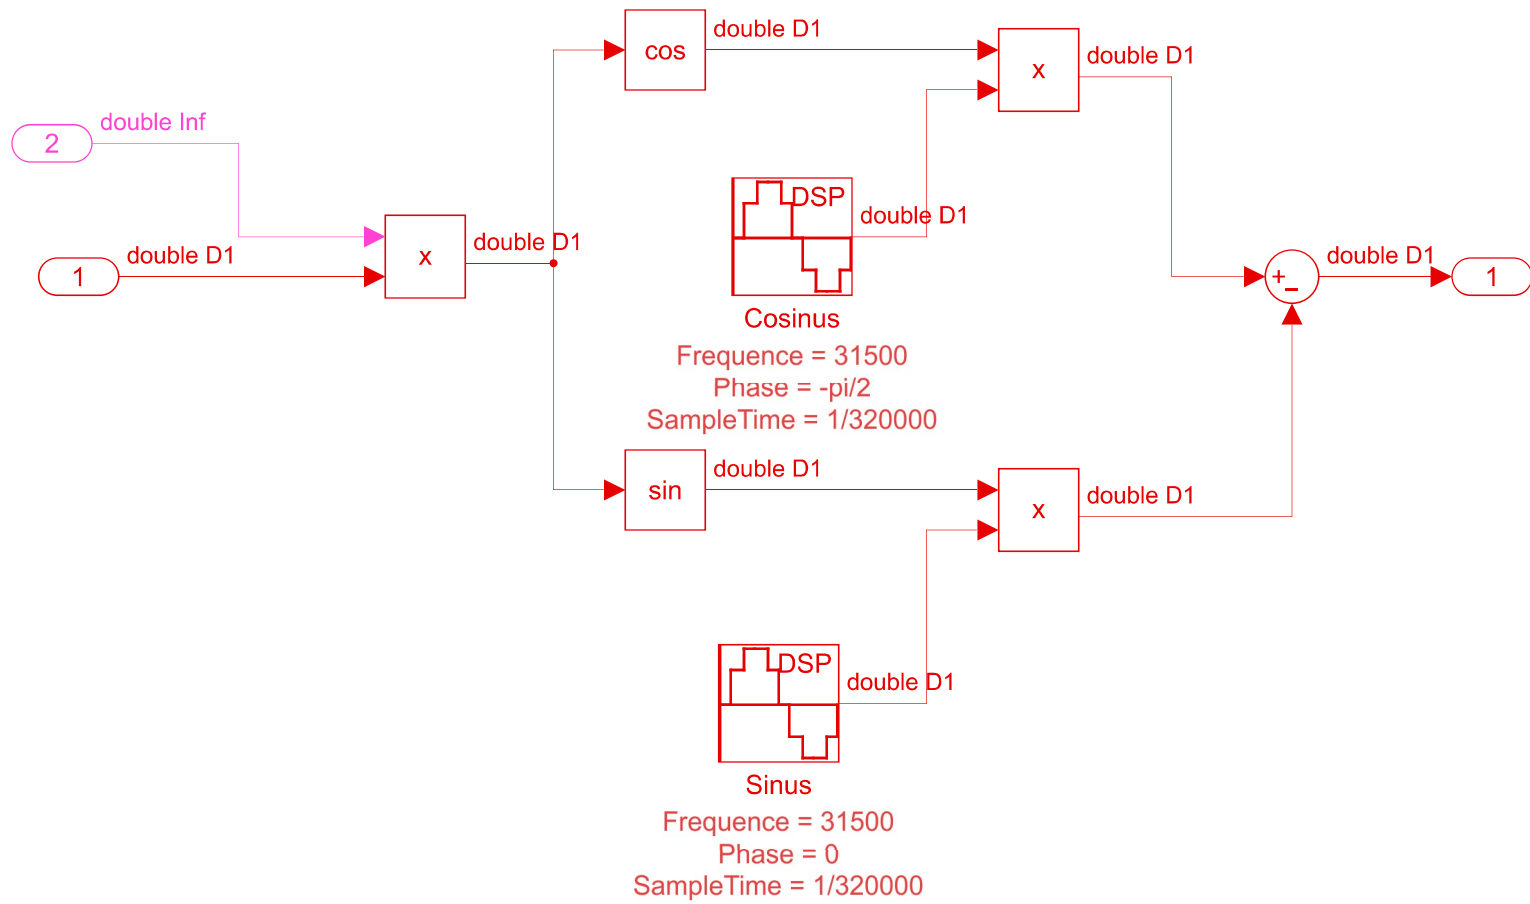 cos
double D1
x
double D1
double Inf
2
DSP
double D1
double D1
1
x
double D1
+
-
double D1
1
Cosinus
Frequence = 31500
Phase = -pi/2
SampleTime = 1/320000
sin
double D1
x
double D1
DSP
double D1
Sinus
Frequence = 31500
Phase = 0
SampleTime = 1/320000